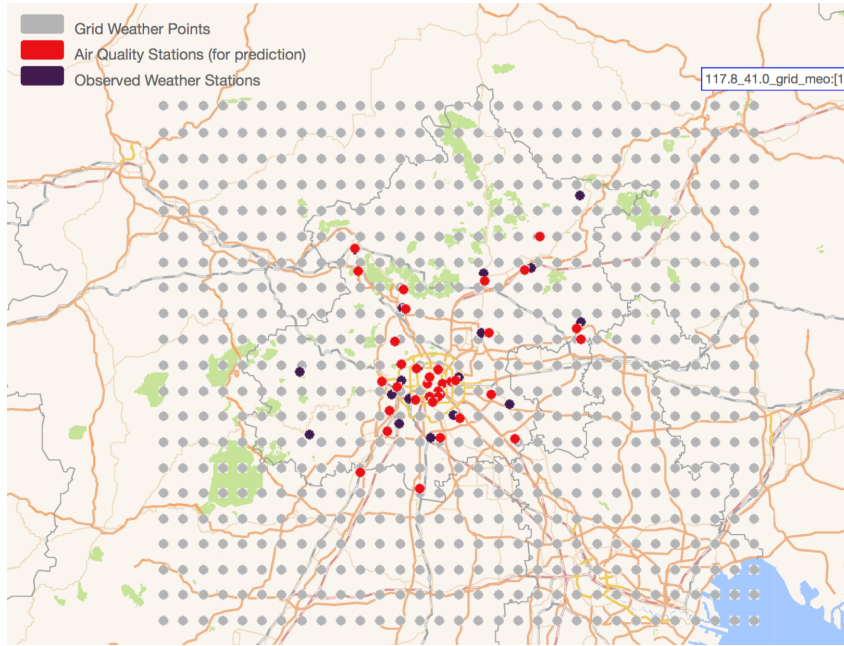 Grid Weather Points
Air Quality Stations (for prediction)
Observed Weather Stations
117.8_41.0_grid_meo:[1